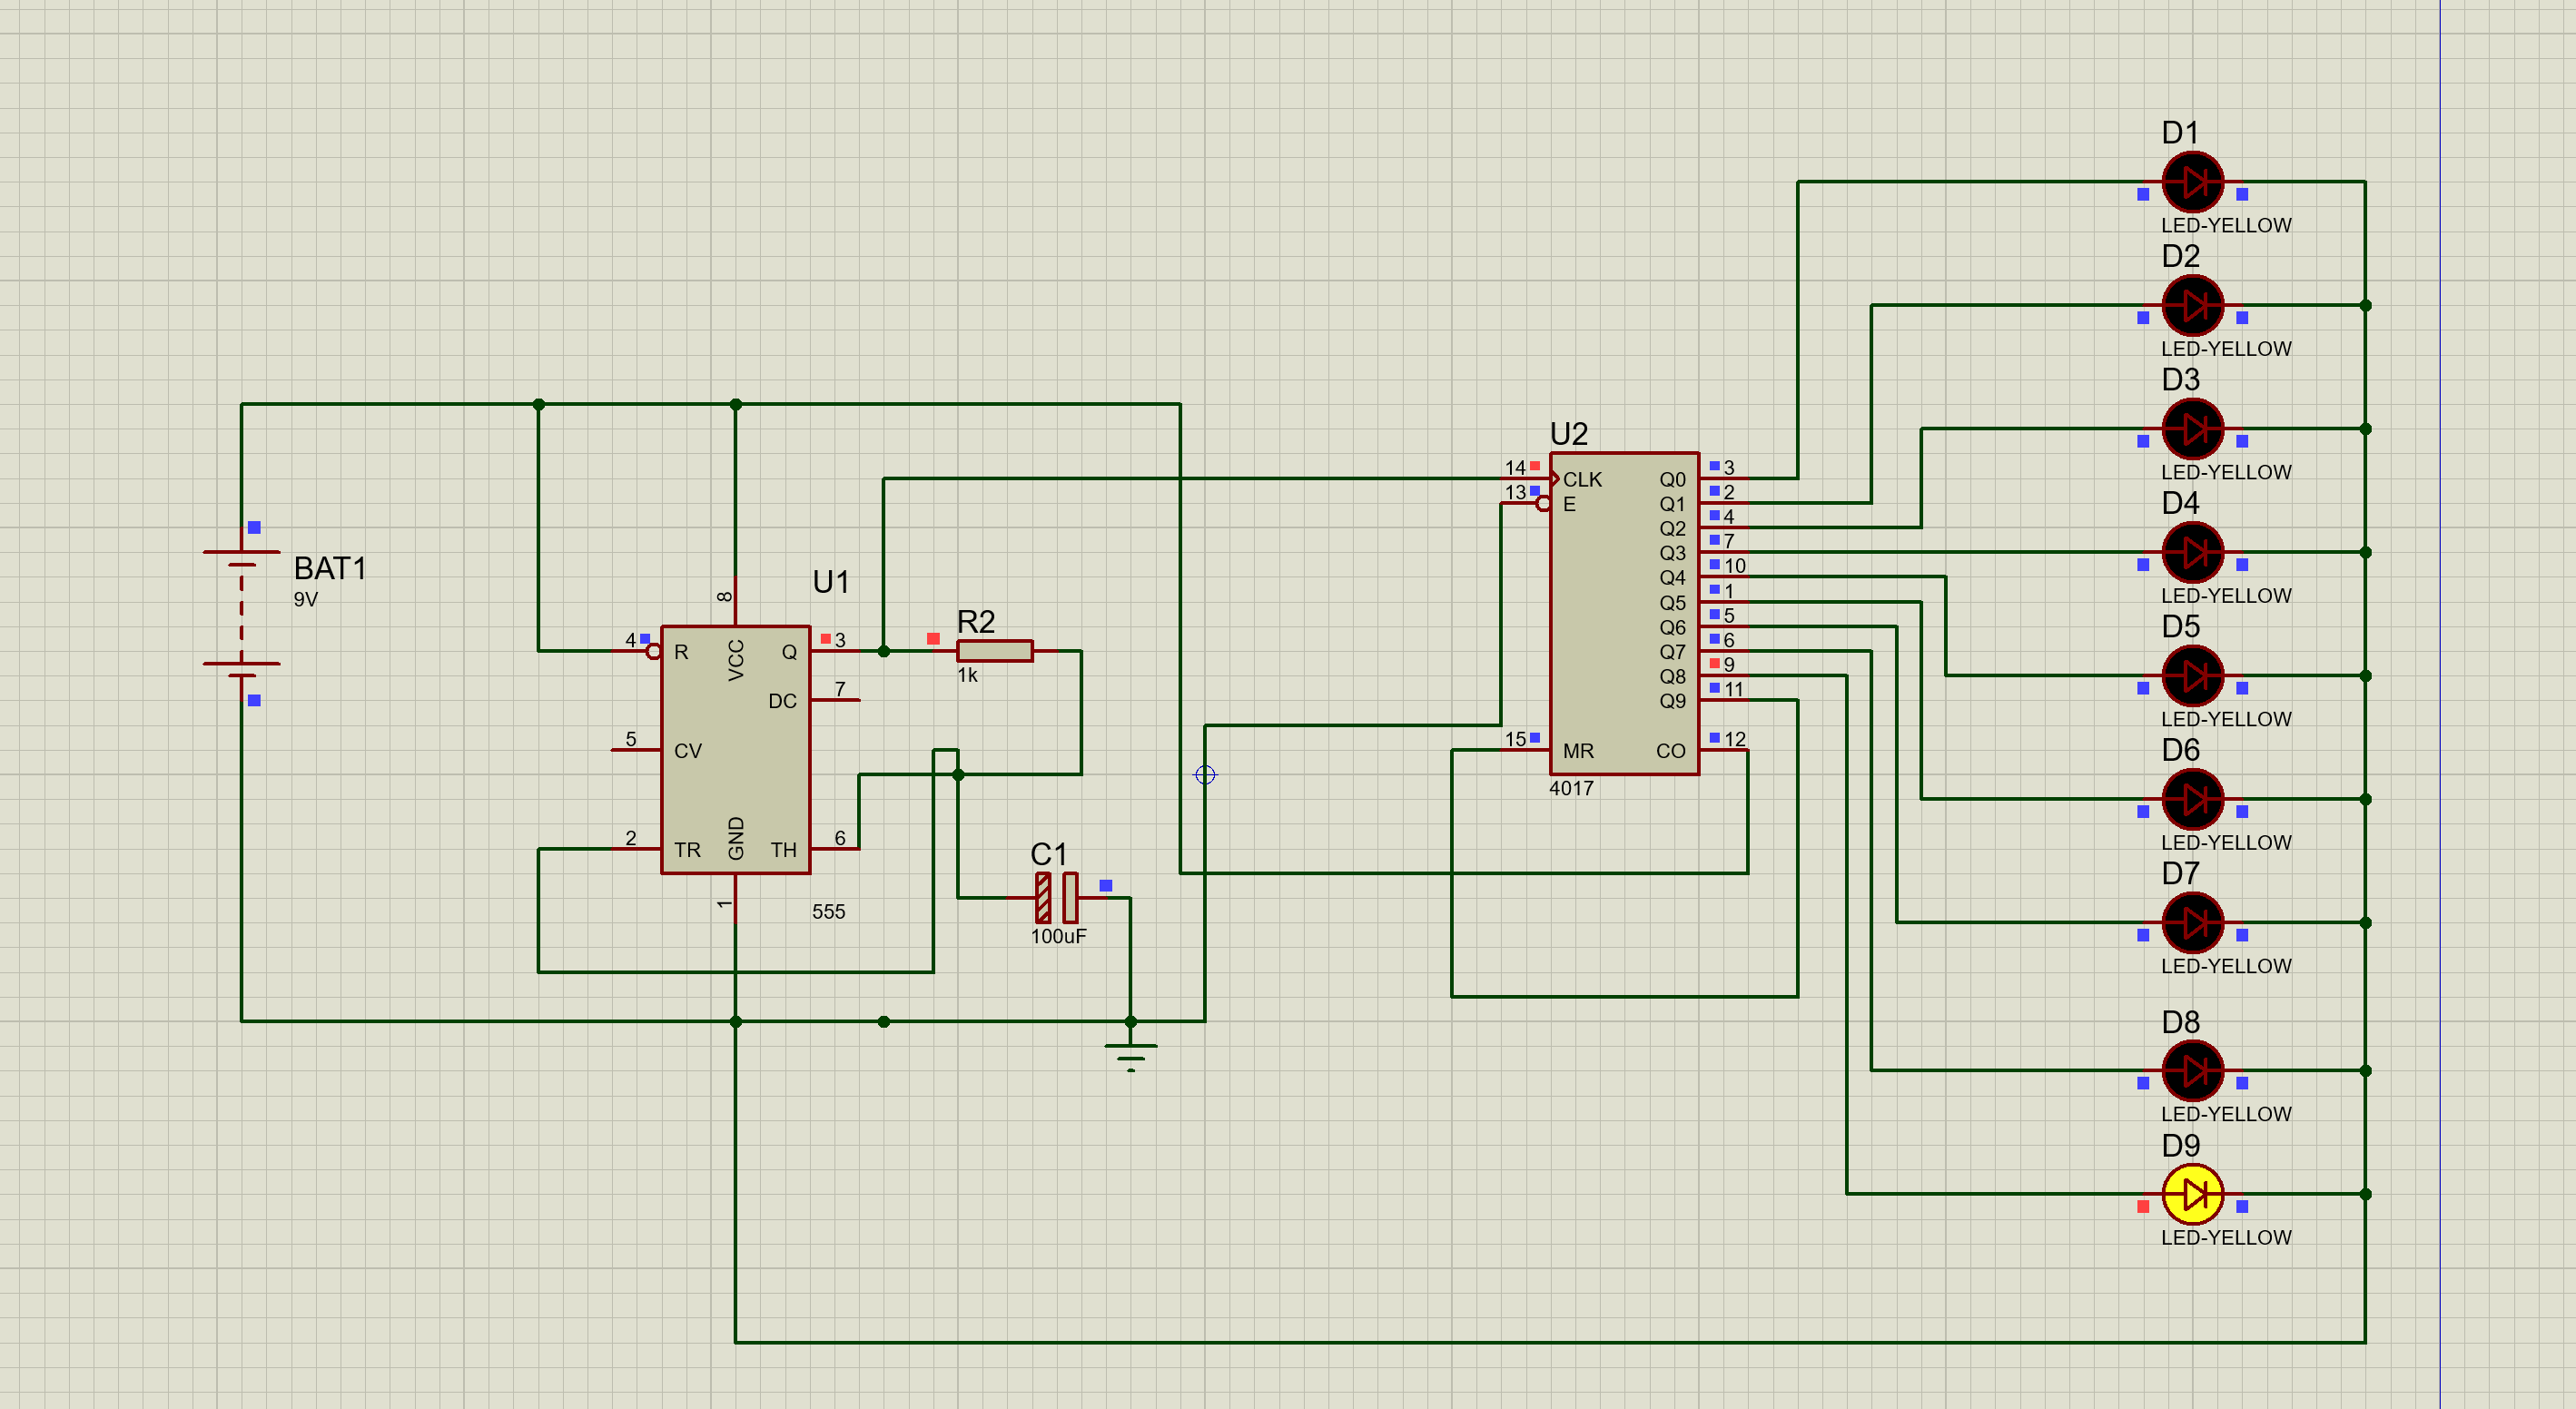 BAT1
9V
U1
4
R
8
VCC
Q
3
DC
7
5
CV
2
TR
GND
TH
6
1
555
R2
1k
C1
100uF
U2
14
CLK
13
E
15
MR
Q0
3
Q1
2
Q2
4
Q3
7
Q4
10
Q5
1
Q6
5
Q7
6
Q8
9
Q9
11
CO
12
4017
D1
LED-YELLOW
D2
LED-YELLOW
D3
LED-YELLOW
D4
LED-YELLOW
D5
LED-YELLOW
D6
LED-YELLOW
D7
LED-YELLOW
D8
LED-YELLOW
D9
LED-YELLOW